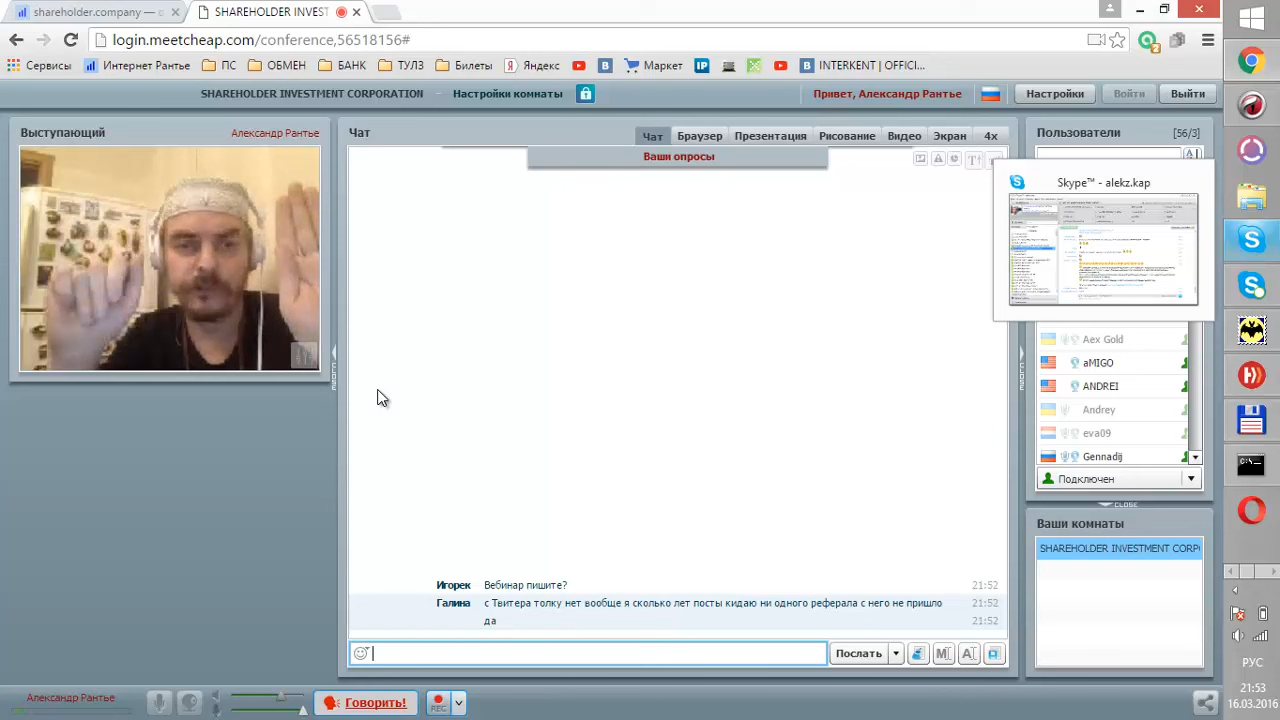 shareholder.company — с
SHAREHOLDER INVEST
login.meetcheap.com/conference,56518156#
Сервисы
Интернет Рантье
ПС
ОБМЕН
БАНК
ТУЛЗ
Билеты
Яндекс
Маркет
IP
INTERKENT | OFFICI...
SHAREHOLDER INVESTMENT CORPORATION
Настройки комнаты
Привет, Александр Рантье
Настройки
Войти
Выйти
Выступающий
Александр Рантье
Чат
Чат
Браузер
Презентация
Рисование
Видео
Экран
4x
Пользователи
[56/3]
Ваши опросы
Skype™ - alekz.kap
Aex Gold
aMIGO
ANDREI
Andrey
eva09
Gennadij
Подключен
CLOSE
Ваши комнаты
SHAREHOLDER INVESTMENT CORP
Игорек Вебинар пишите? 21:52
Галина с Твитера толку нет вообще я сколько лет посты кидаю ни одного реферала с него не пришло 21:52
да 21:52
Послать
Александр Рантье
Говорить!
REC
РУС
21:53
16.03.2016